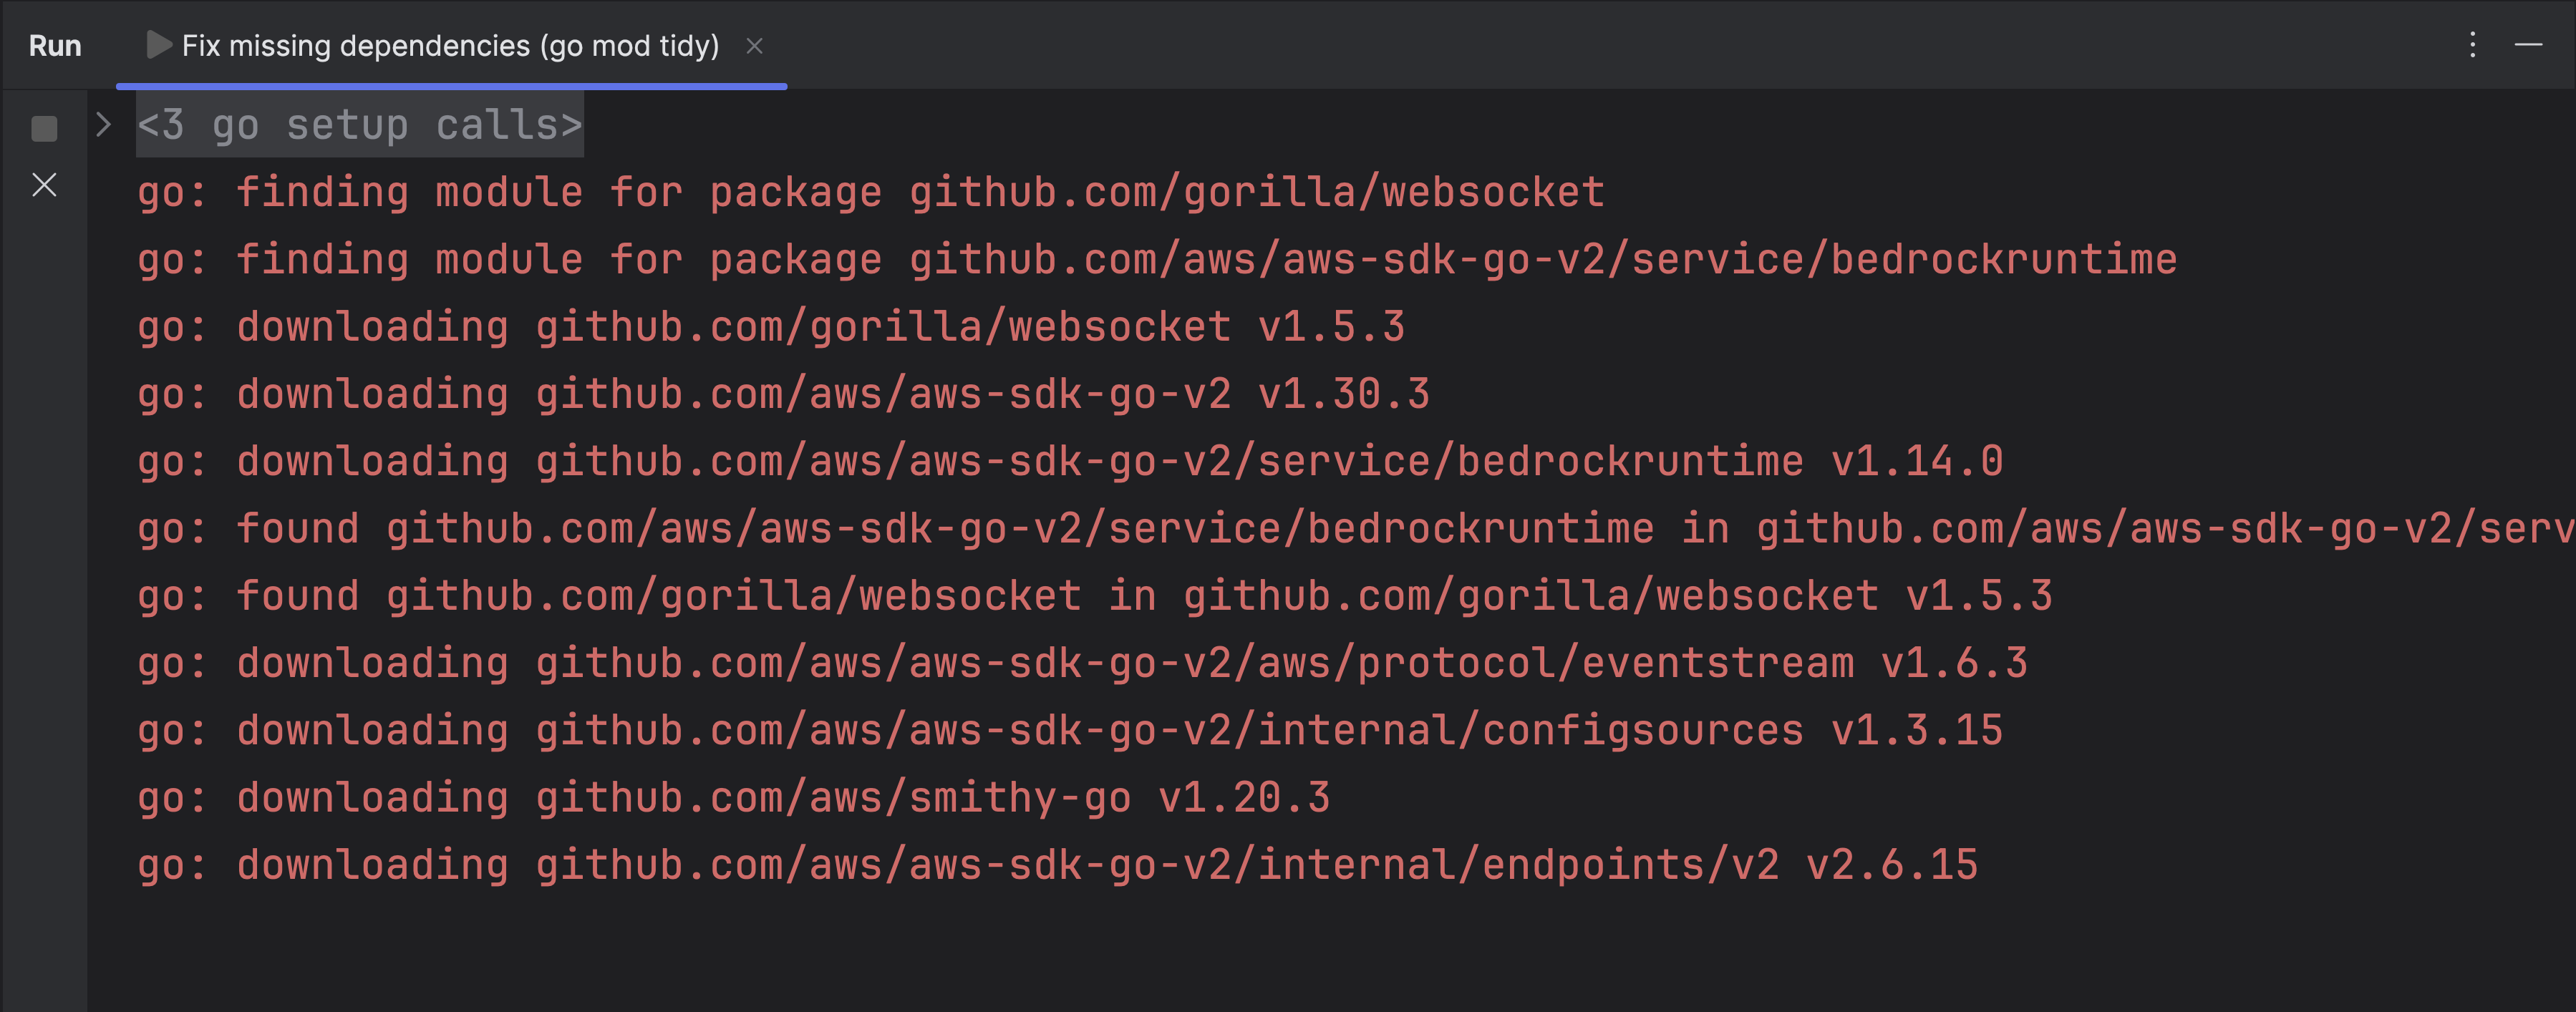 Run
Fix missing dependencies (go mod tidy)
<3 go setup calls>
go: finding module for package github.com/gorilla/websocket
go: finding module for package github.com/aws/aws-sdk-go-v2/service/bedrockruntime
go: downloading github.com/gorilla/websocket v1.5.3
go: downloading github.com/aws/aws-sdk-go-v2 v1.30.3
go: downloading github.com/aws/aws-sdk-go-v2/service/bedrockruntime v1.14.0
go: found github.com/aws/aws-sdk-go-v2/service/bedrockruntime in github.com/aws/aws-sdk-go-v2/serv
go: found github.com/gorilla/websocket in github.com/gorilla/websocket v1.5.3
go: downloading github.com/aws/aws-sdk-go-v2/aws/protocol/eventstream v1.6.3
go: downloading github.com/aws/aws-sdk-go-v2/internal/configsources v1.3.15
go: downloading github.com/aws/smithy-go v1.20.3
go: downloading github.com/aws/aws-sdk-go-v2/internal/endpoints/v2 v2.6.15